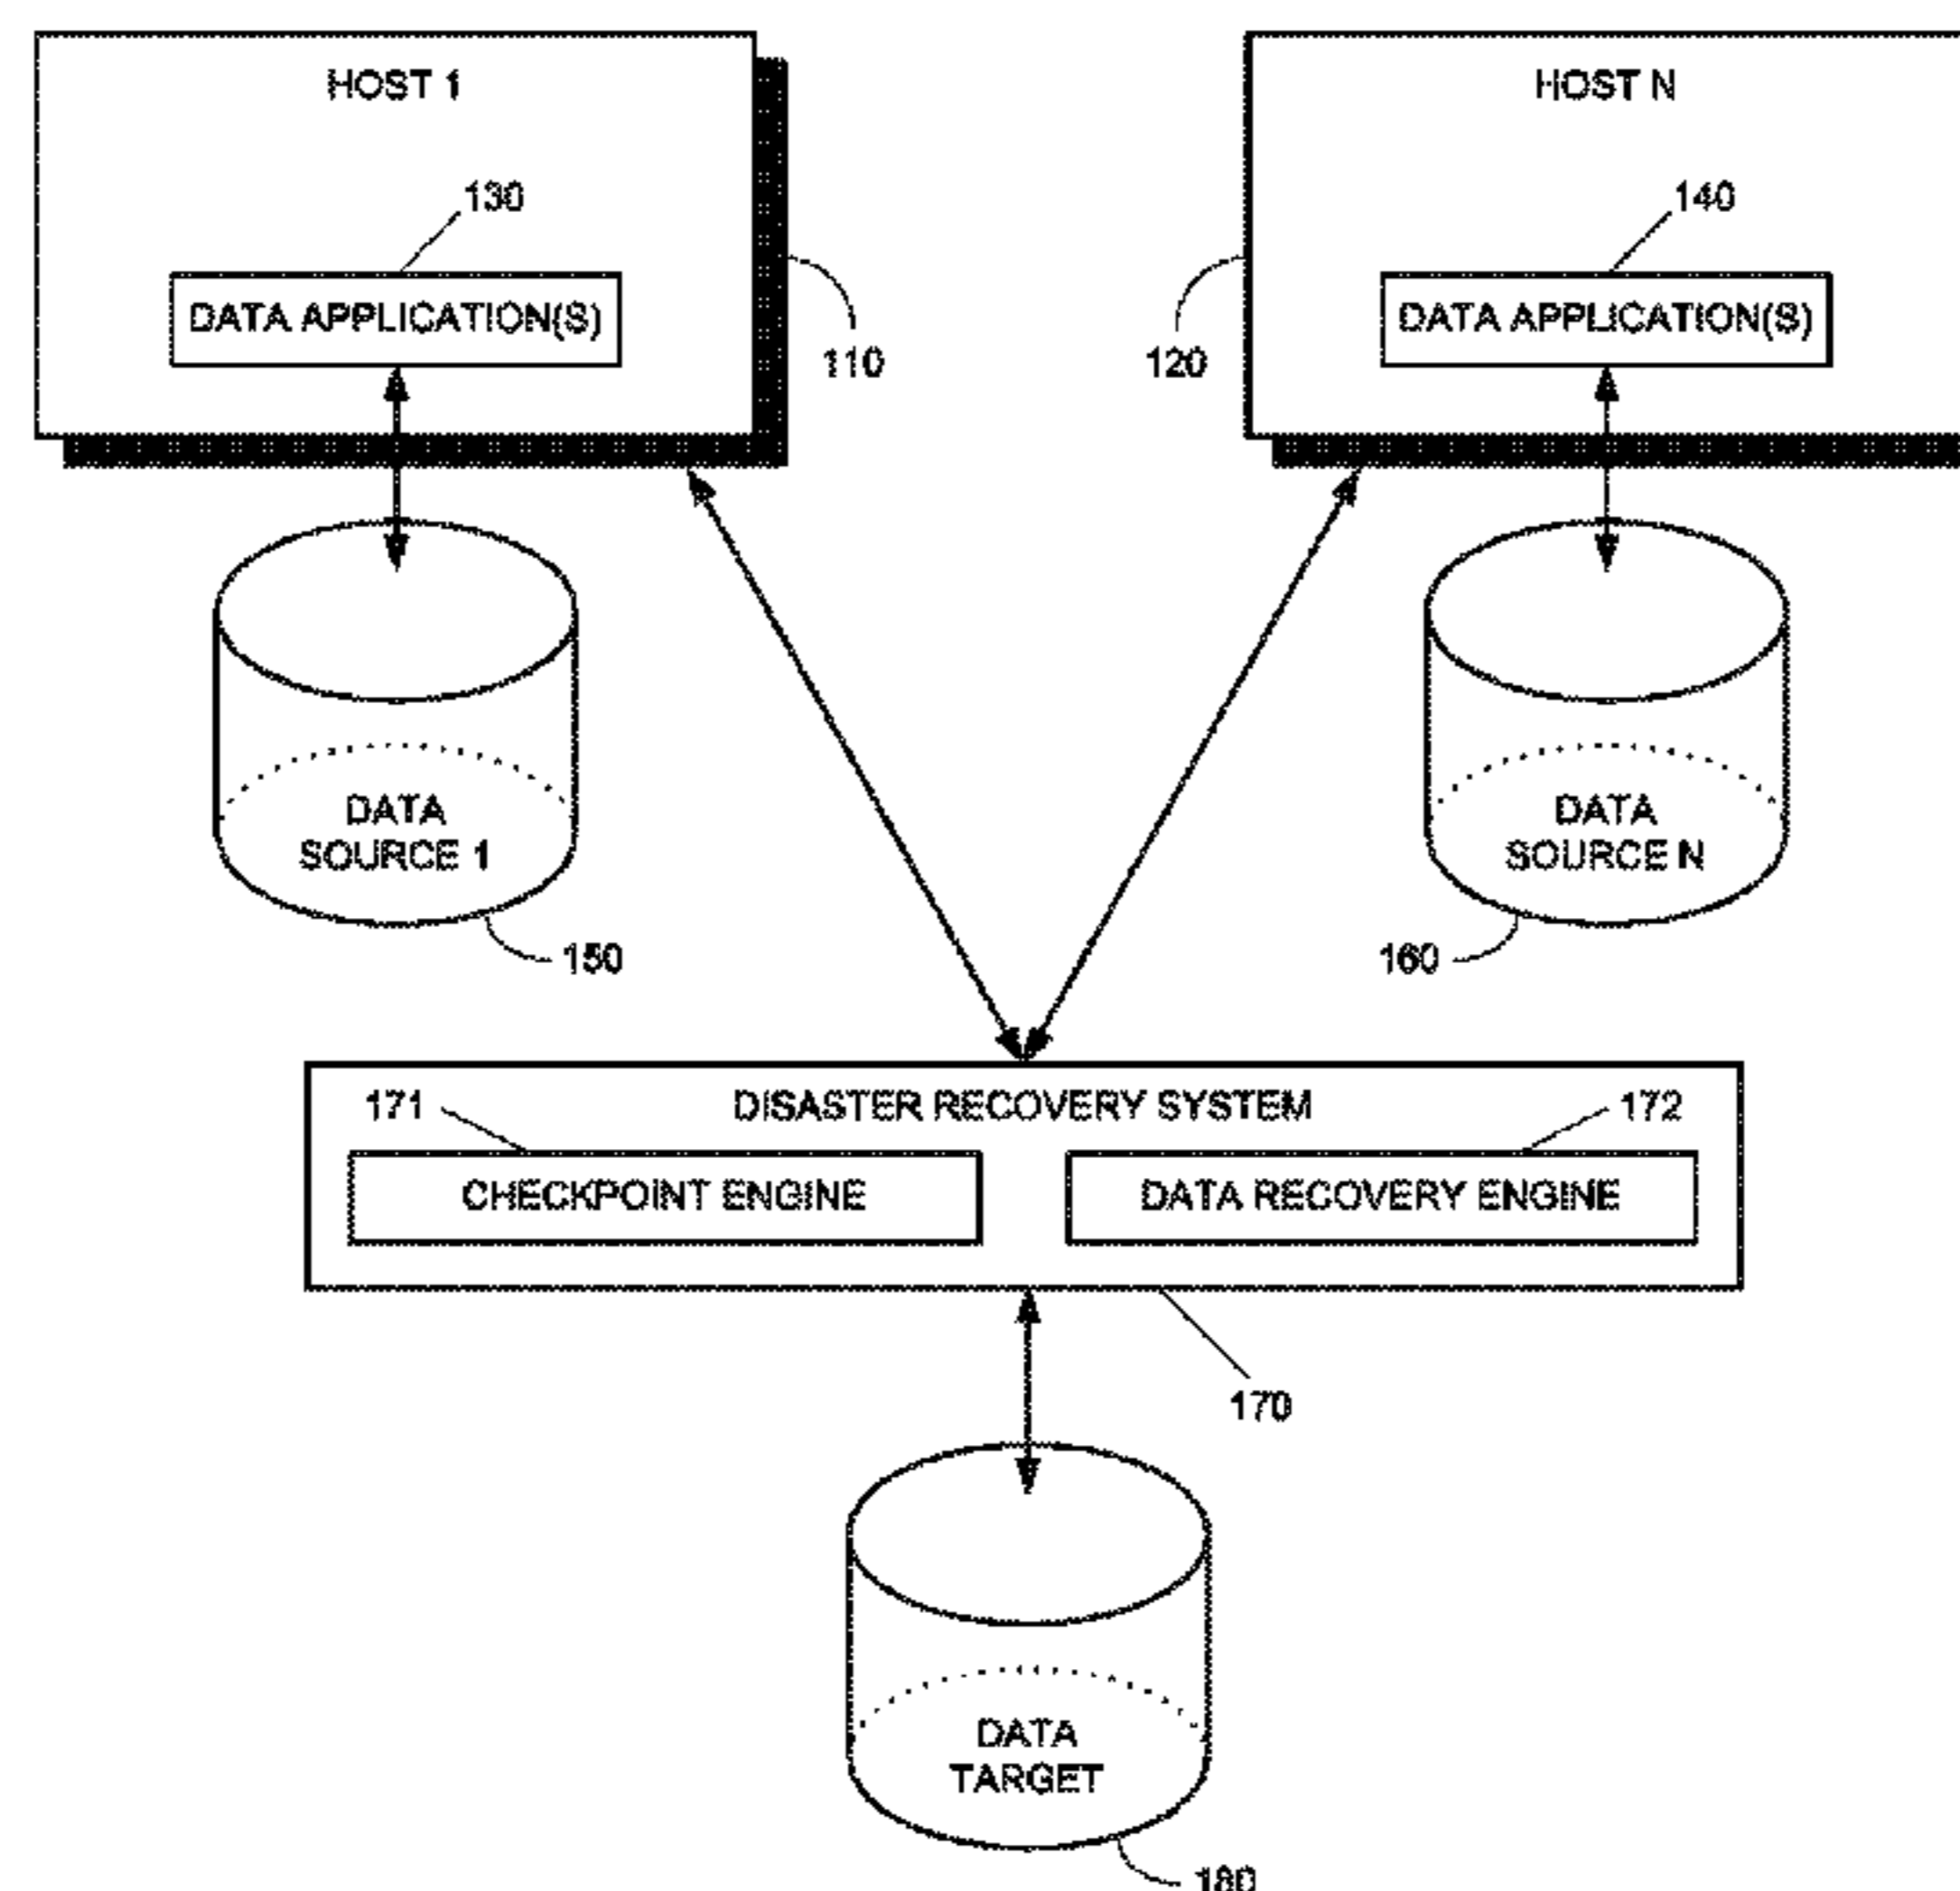 HOST 1
HOST N
130
140
DATA APPLICATION(S)
DATA APPLICATION(S)
110
120
DATA
SOURCE 1
DATA
SOURCE N
150
160
171
DISASTER RECOVERY SYSTEM
172
CHECKPOINT ENGINE
DATA RECOVERY ENGINE
170
DATA
TARGET
180